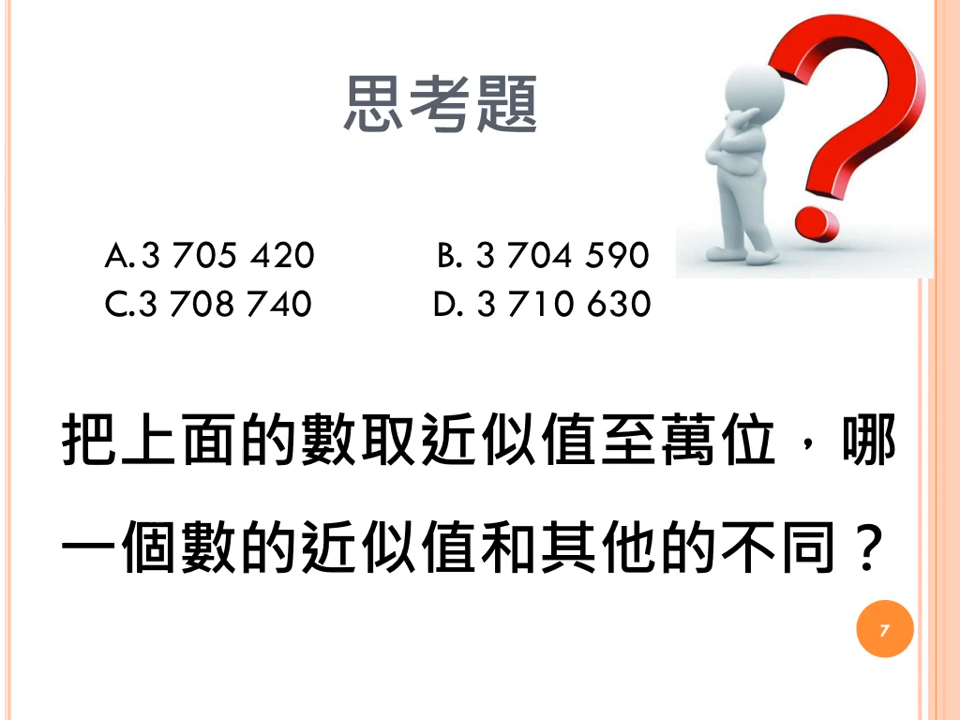 思考題
A.3 705 420 B. 3 704 590
C.3 708 740 D. 3 710 630
把上面的數取近似值至萬位，哪
一個數的近似值和其他的不同？
7